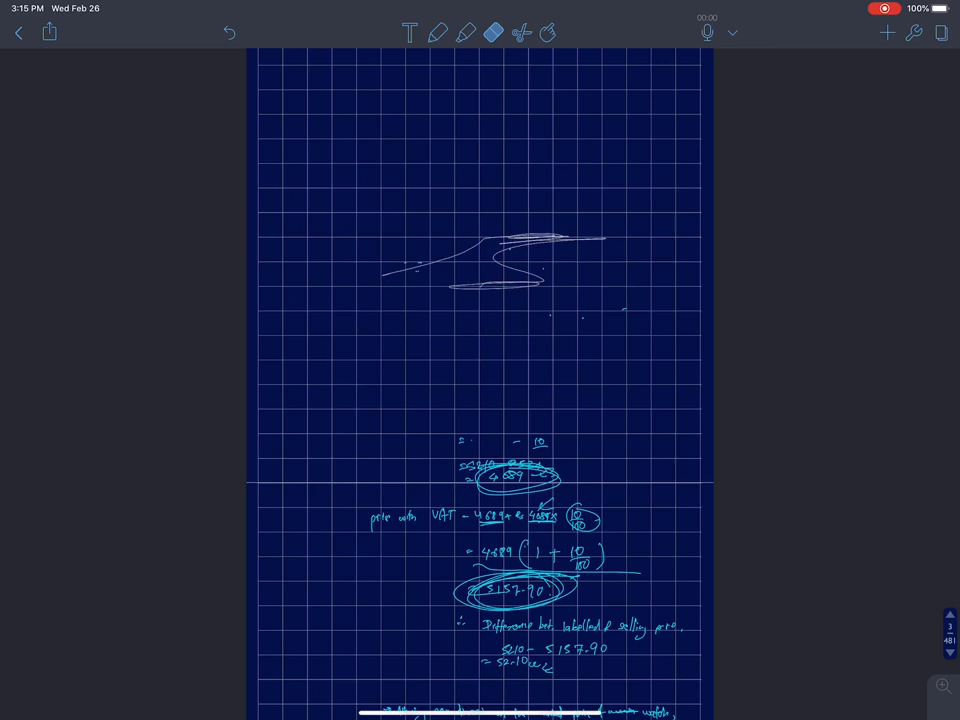 3:15 PM Wed Feb 26
100%
00:00
T
= - 10
= 4689
price with VAT = 4689 + 4689 × 10/100
= 4689 ( 1 + 10/100 )
= 5157.90
∴ Difference bet labelled & selling price.
5210 - 5157.90
= 52.10
3
481